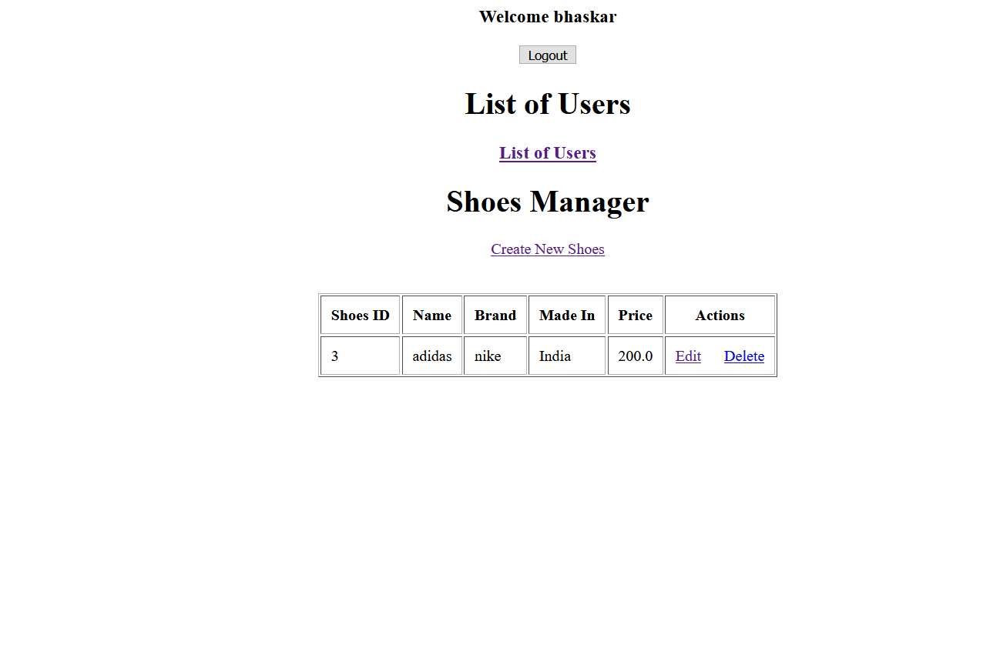 Welcome bhaskar
Logout
List of Users
List of Users
Shoes Manager
Create New Shoes
Shoes ID Name Brand Made In Price Actions
3 adidas nike India 200.0 Edit Delete